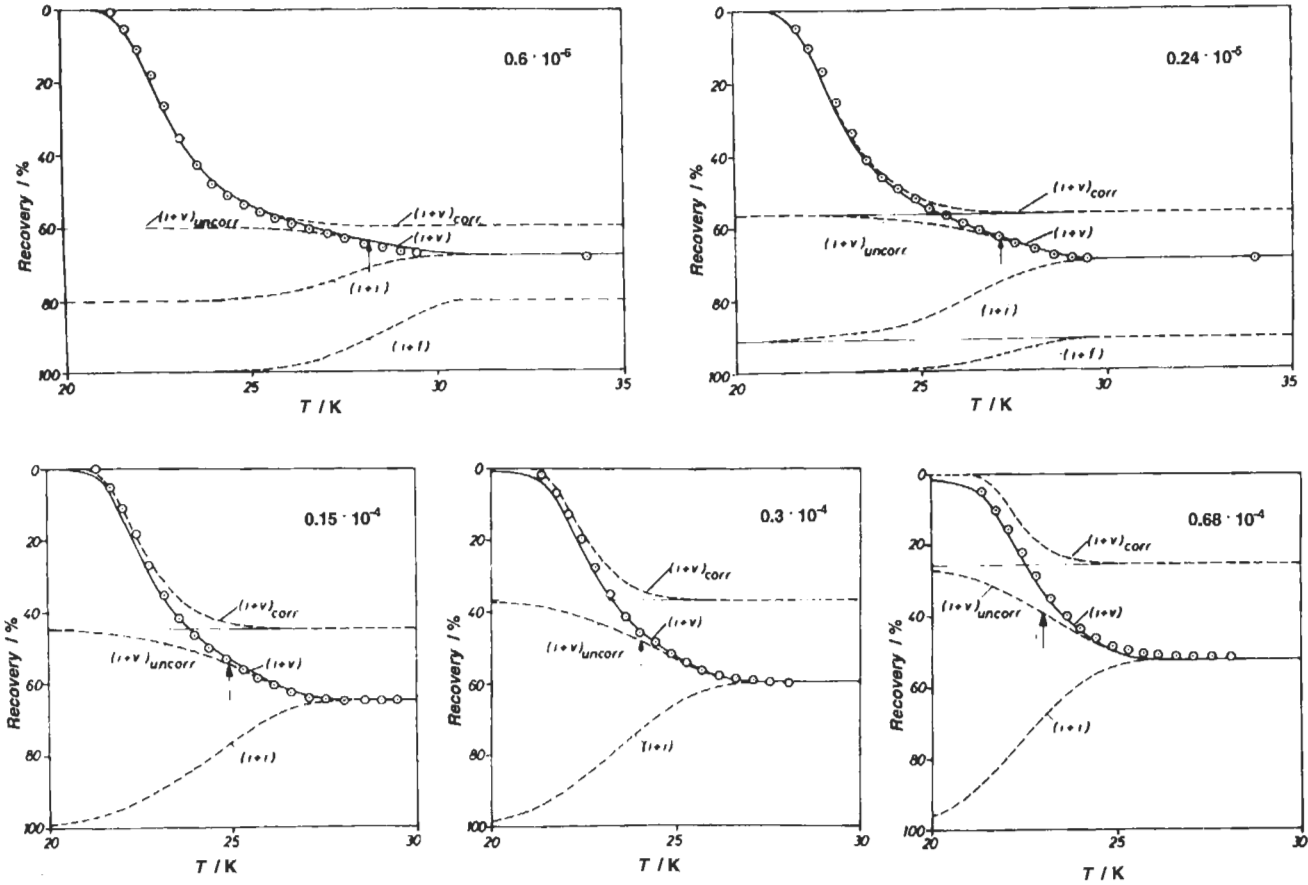 0
20
40
60
80
100
Recovery / %
0.6 · 10⁻⁶
(i+v)uncorr
(i+v)corr
(i+v)
(i+i)
(i+f)
20
25
30
35
T / K
0
20
40
60
80
100
Recovery / %
0.24 · 10⁻⁵
(i+v)corr
(i+v)uncorr
(i+v)
(i+i)
(i+f)
20
25
30
35
T / K
0
20
40
60
80
100
Recovery / %
0.15 · 10⁻⁴
(i+v)corr
(i+v)uncorr
(i+v)
(i+i)
20
25
30
T / K
0
20
40
60
80
100
Recovery / %
0.3 · 10⁻⁴
(i+v)corr
(i+v)
(i+v)uncorr
(i+i)
20
25
30
T / K
0
20
40
60
80
100
Recovery / %
0.68 · 10⁻⁴
(i+v)corr
(i+v)uncorr
(i+v)
(i+i)
20
25
30
T / K